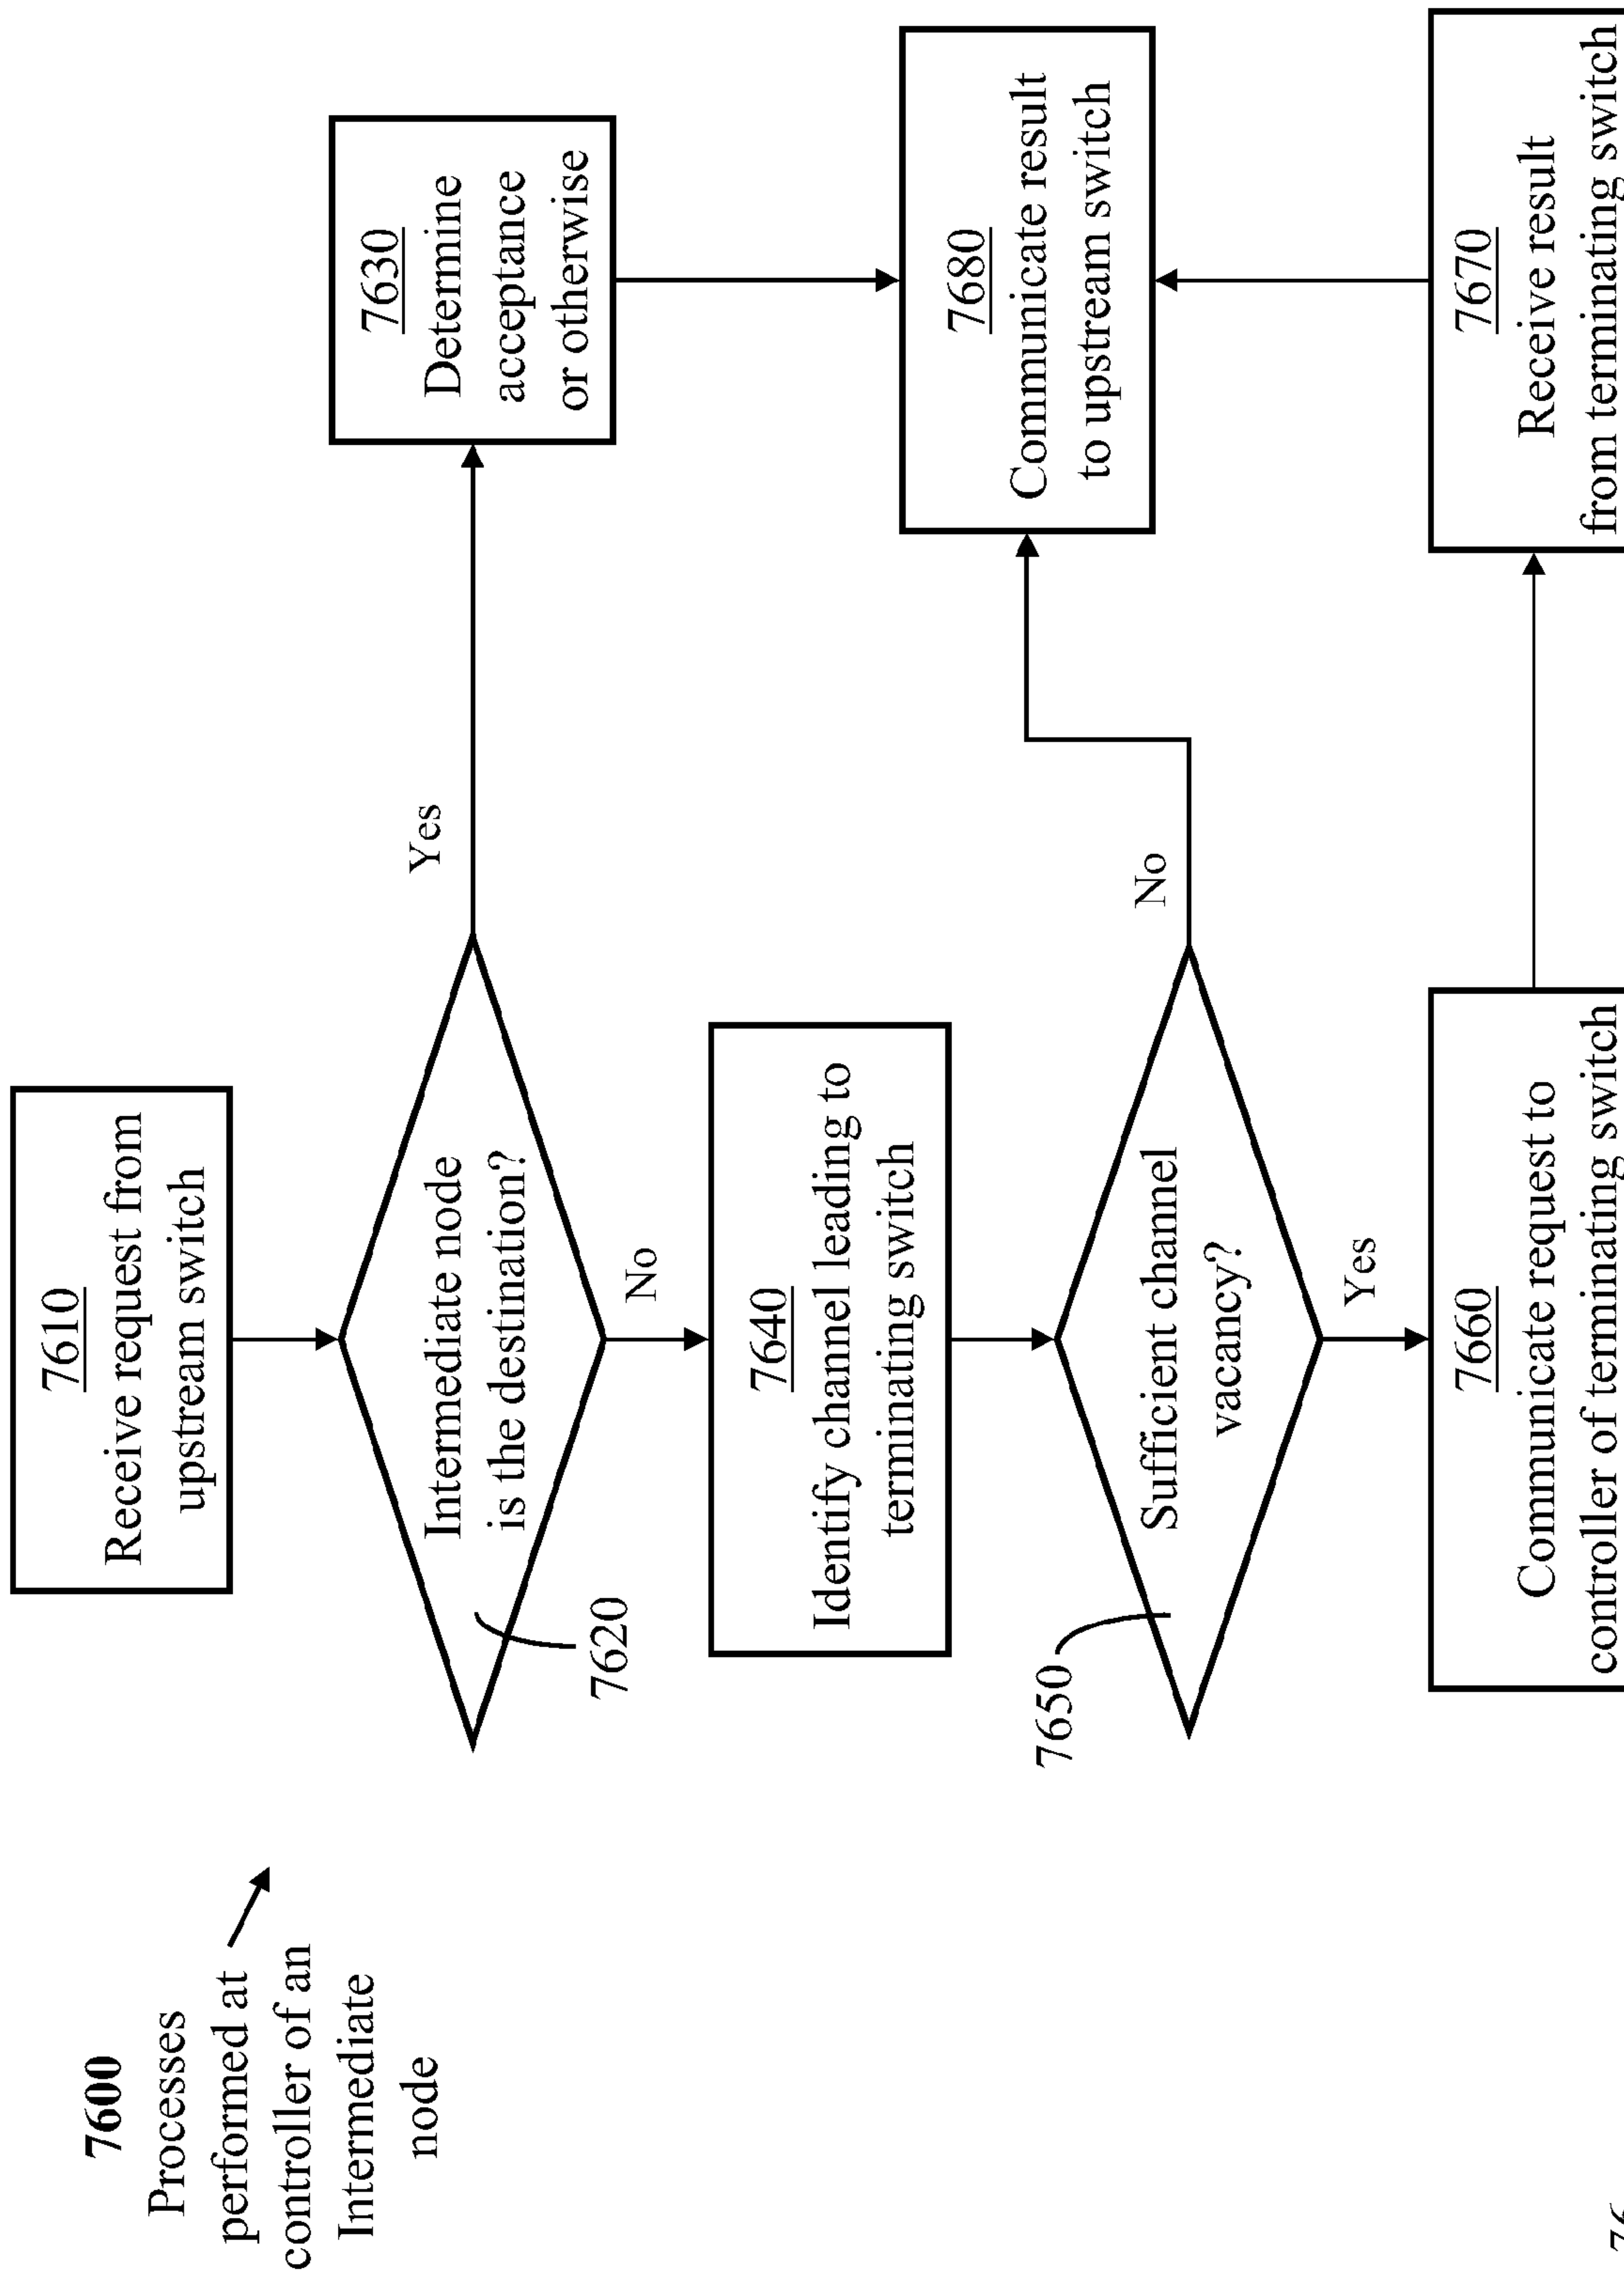 7600
Processes
performed at
controller of an
Intermediate
node
7610
Receive request from
upstream switch
Intermediate node
is the destination?
7620
Yes
7630
Determine
acceptance
or otherwise
No
7640
Identify channel leading to
terminating switch
Sufficient channel
vacancy?
7650
No
7680
Communicate result
to upstream switch
Yes
7660
Communicate request to
controller of terminating switch
7670
Receive result
from terminating switch